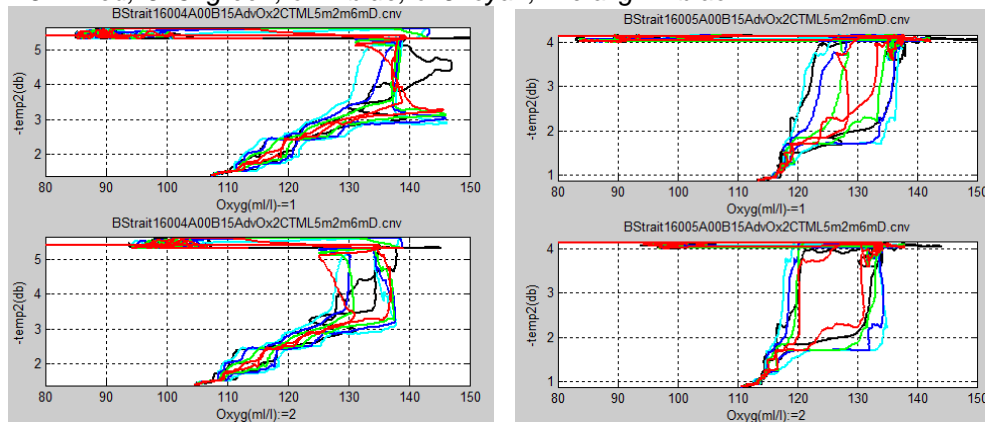 red, green, blue, cyan,
BStrait16004A00B15AdvOx2CTML5m2m6mD.cnv
5
4
3
2
-temp2(db)
80 90 100 110 120 130 140 150
Oxyg(ml/l)-=1
BStrait16004A00B15AdvOx2CTML5m2m6mD.cnv
5
4
3
2
-temp2(db)
80 90 100 110 120 130 140 150
Oxyg(ml/l):=2
BStrait16005A00B15AdvOx2CTML5m2m6mD.cnv
4
3
2
1
-temp2(db)
80 90 100 110 120 130 140 150
Oxyg(ml/l)-=1
BStrait16005A00B15AdvOx2CTML5m2m6mD.cnv
4
3
2
1
-temp2(db)
80 90 100 110 120 130 140 150
Oxyg(ml/l):=2